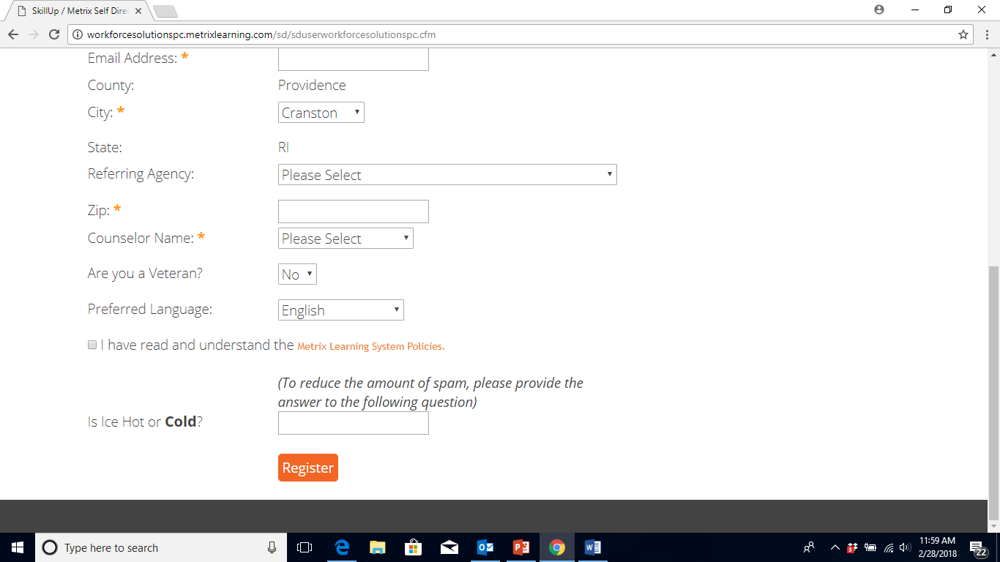 SkillUp / Metrix Self Dire
workforcesolutionspc.metrixlearning.com/sd/sduserworkforcesolutionspc.cfm
Email Address: *
County: Providence
City: * Cranston
State: RI
Referring Agency: Please Select
Zip: *
Counselor Name: * Please Select
Are you a Veteran? No
Preferred Language: English
I have read and understand the Metrix Learning System Policies.
(To reduce the amount of spam, please provide the
answer to the following question)
Is Ice Hot or Cold?
Register
Type here to search
11:59 AM
2/28/2018
22